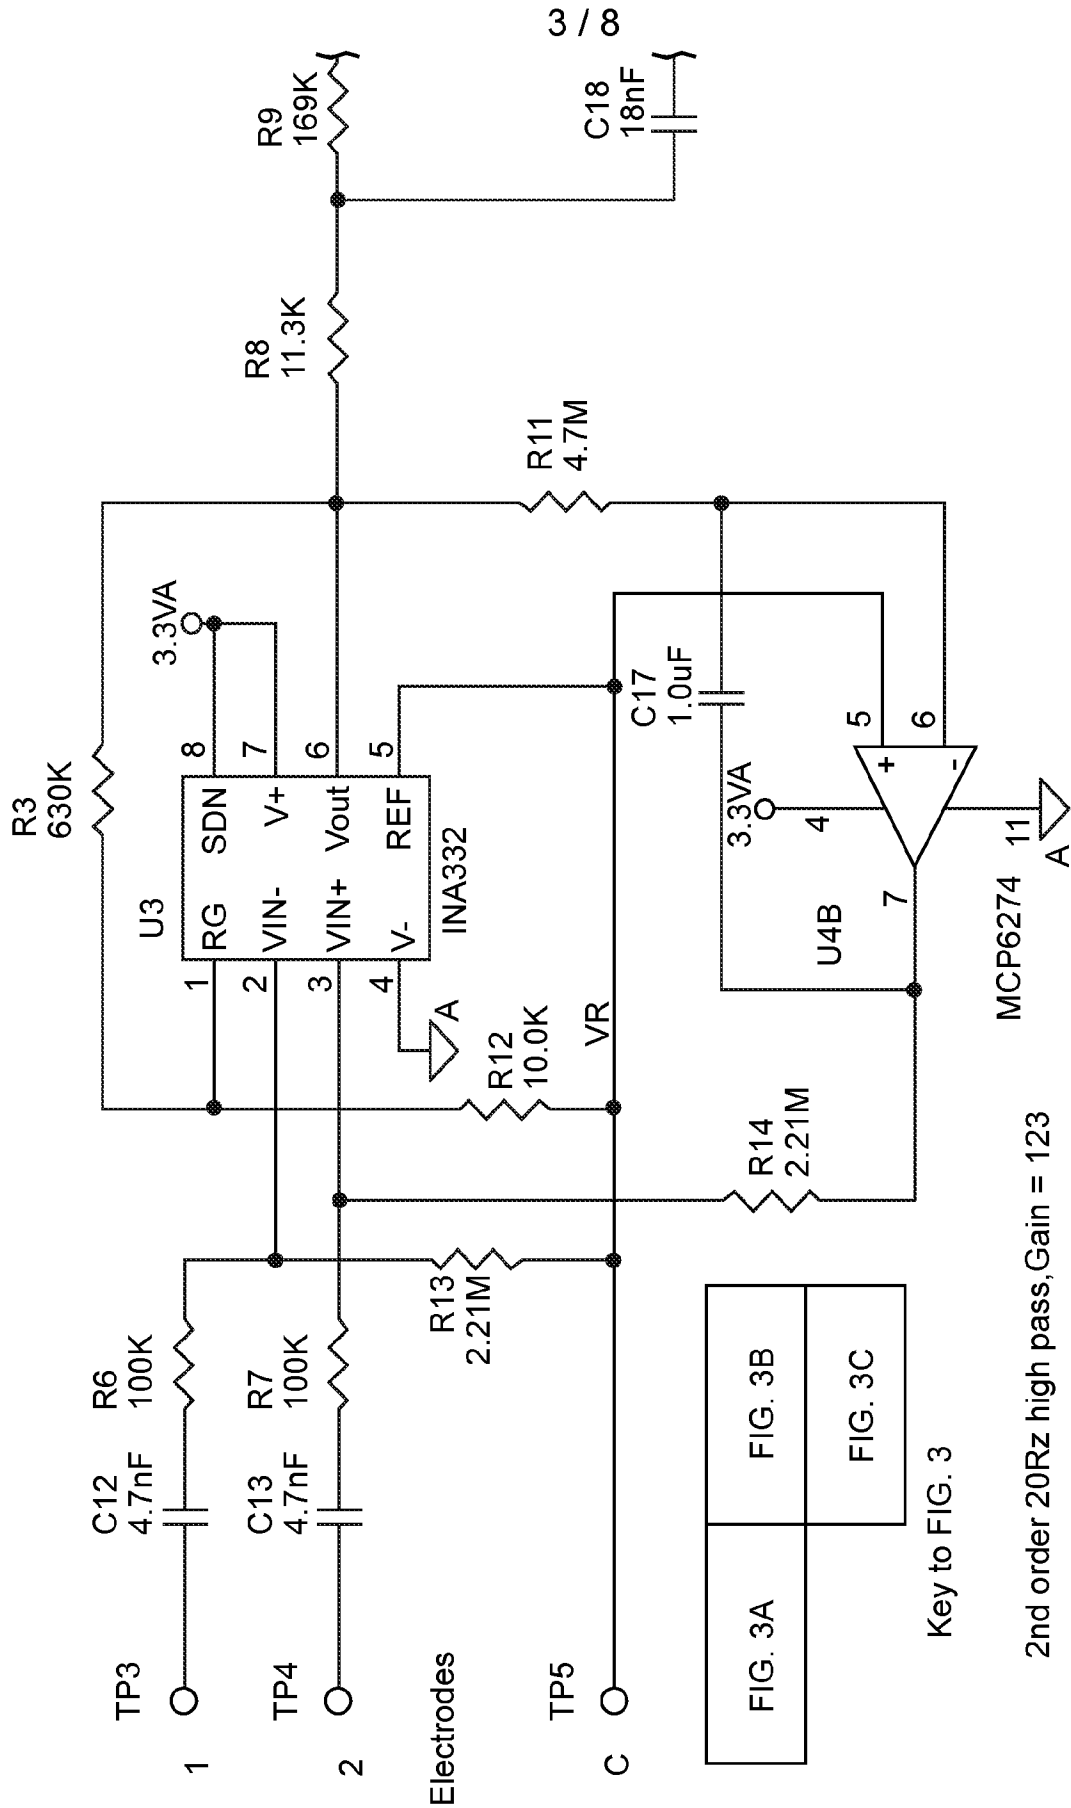 3 / 8
R9
169K
C18
18nF
R8
11.3K
R11
4.7M
R3
630K
3.3VA
8
7
6
5
U3
SDN
V+
Vout
REF
RG
VIN-
VIN+
V-
INA332
1
2
3
4
A
R12
10.0K
VR
C17
1.0uF
3.3VA
4
5
6
+
-
11
A
7
U4B
MCP6274
R14
2.21M
R13
2.21M
R6
100K
R7
100K
C12
4.7nF
C13
4.7nF
TP3
1
TP4
2
Electrodes
TP5
C
FIG. 3A
FIG. 3B
FIG. 3C
Key to FIG. 3
2nd order 20Rz high pass,Gain = 123